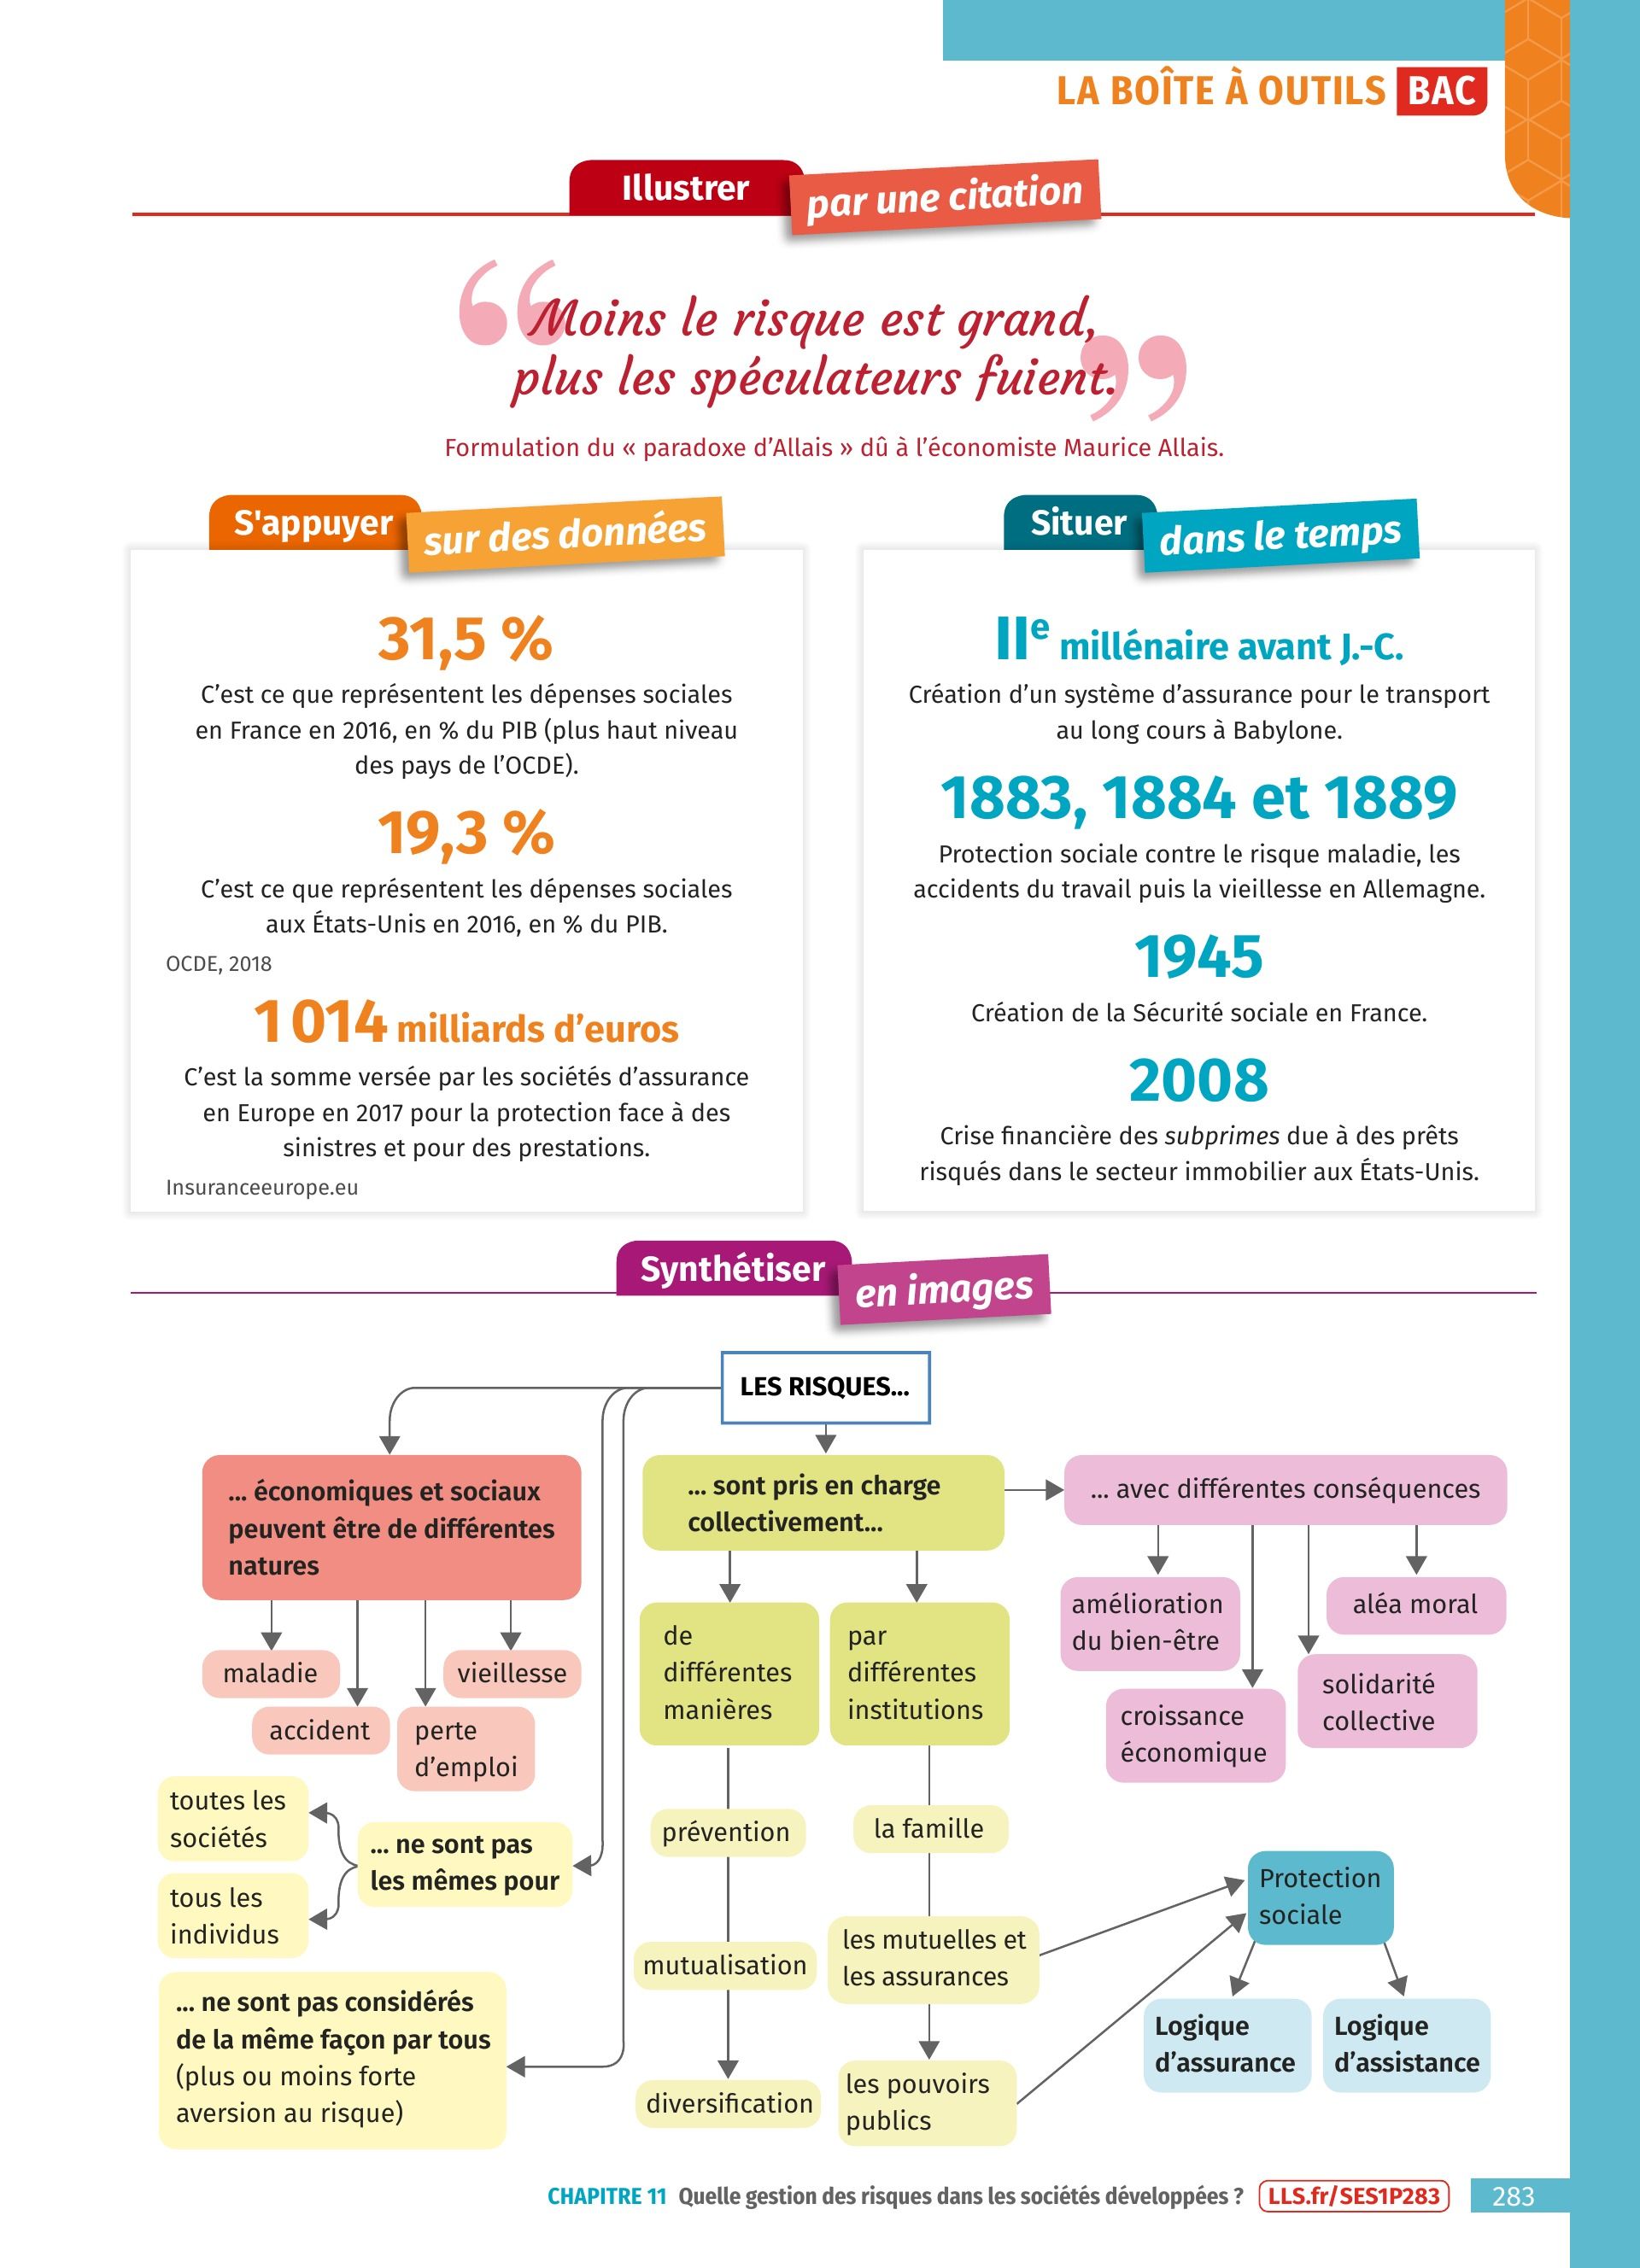 LA BOÎTE À OUTILS BAC
Illustrer par une citation
“Moins le risque est grand,
plus les spéculateurs fuient.”
Formulation du « paradoxe d’Allais » dû à l’économiste Maurice Allais.
S'appuyer sur des données
31,5 %
C’est ce que représentent les dépenses sociales
en France en 2016, en % du PIB (plus haut niveau
des pays de l’OCDE).
19,3 %
C’est ce que représentent les dépenses sociales
aux États-Unis en 2016, en % du PIB.
OCDE, 2018
1 014 milliards d’euros
C’est la somme versée par les sociétés d’assurance
en Europe en 2017 pour la protection face à des
sinistres et pour des prestations.
Insuranceeurope.eu
Situer dans le temps
IIe millénaire avant J.-C.
Création d’un système d’assurance pour le transport
au long cours à Babylone.
1883, 1884 et 1889
Protection sociale contre le risque maladie, les
accidents du travail puis la vieillesse en Allemagne.
1945
Création de la Sécurité sociale en France.
2008
Crise financière des subprimes due à des prêts
risqués dans le secteur immobilier aux États-Unis.
Synthétiser en images
LES RISQUES...
... économiques et sociaux
peuvent être de différentes
natures
maladie
accident
perte
d’emploi
vieillesse
... ne sont pas
les mêmes pour
toutes les
sociétés
tous les
individus
... ne sont pas considérés
de la même façon par tous
(plus ou moins forte
aversion au risque)
... sont pris en charge
collectivement...
de
différentes
manières
prévention
mutualisation
diversification
par
différentes
institutions
la famille
les mutuelles et
les assurances
les pouvoirs
publics
... avec différentes conséquences
amélioration
du bien-être
croissance
économique
solidarité
collective
aléa moral
Protection
sociale
Logique
d’assurance
Logique
d’assistance
CHAPITRE 11 Quelle gestion des risques dans les sociétés développées ? LLS.fr/SES1P283 283